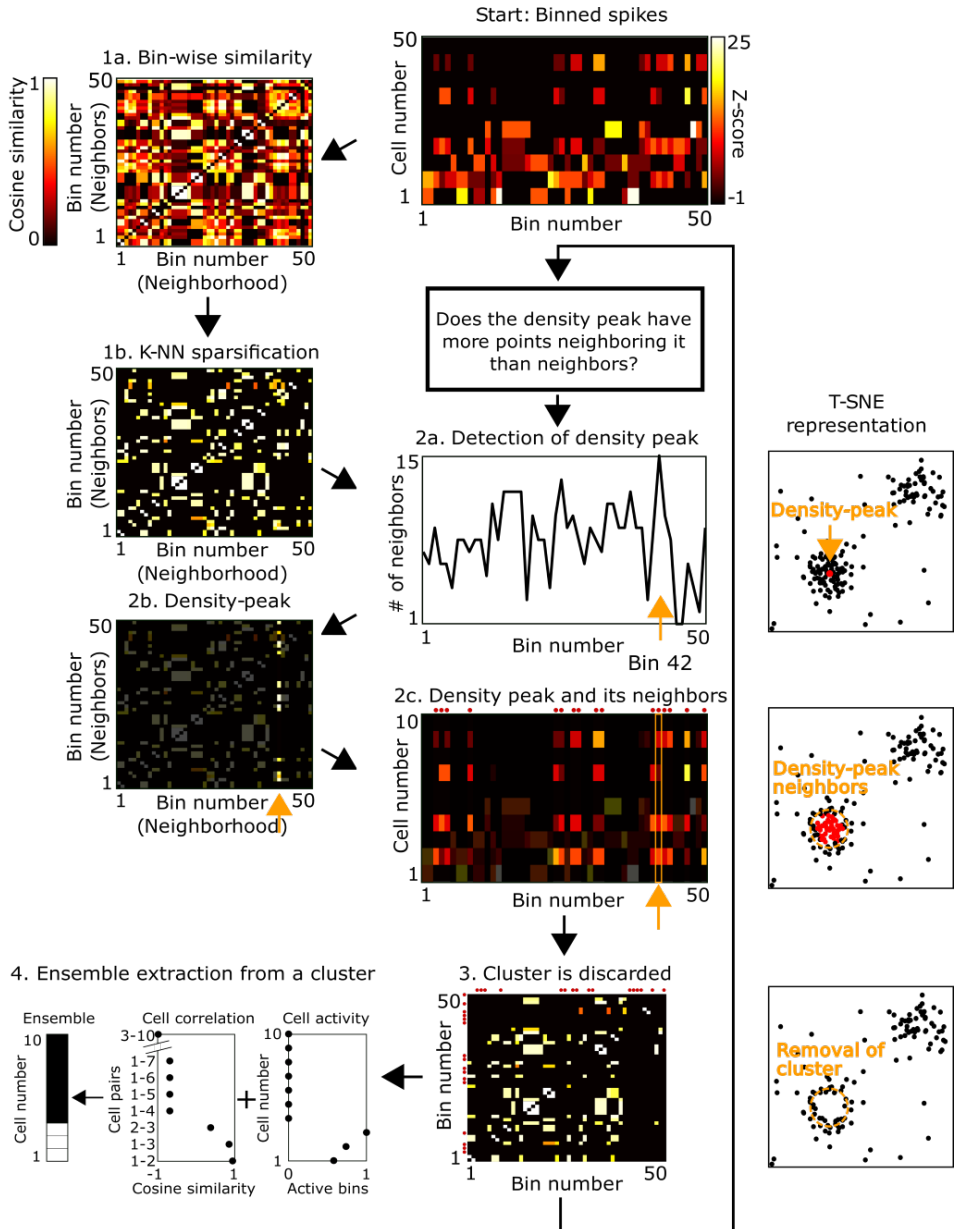 Start: Binned spikes
50
Cell number
1
1
50
Bin number
25
Z-score
-1
1a. Bin-wise similarity
1
Cosine similarity
0
Bin number
(Neighbors)
50
1
1
50
Bin number
(Neighborhood)
Does the density peak have
more points neighboring it
than neighbors?
1b. K-NN sparsification
Bin number
(Neighbors)
50
1
1
50
Bin number
(Neighborhood)
2a. Detection of density peak
15
# of neighbors
1
1
50
Bin number
Bin 42
T-SNE
representation
Density-peak
2b. Density-peak
Bin number
(Neighbors)
50
1
1
50
Bin number
(Neighborhood)
2c. Density peak and its neighbors
10
Cell number
1
1
50
Bin number
Density-peak
neighbors
3. Cluster is discarded
50
Bin number
1
1
50
Bin number
Removal of
cluster
4. Ensemble extraction from a cluster
Ensemble
10
Cell number
1
Cell correlation
3-10
1-7
1-6
1-5
1-4
2-3
1-3
1-2
Cell pairs
-1
1
Cosine similarity
+
Cell activity
10
Cell number
1
0
1
Active bins